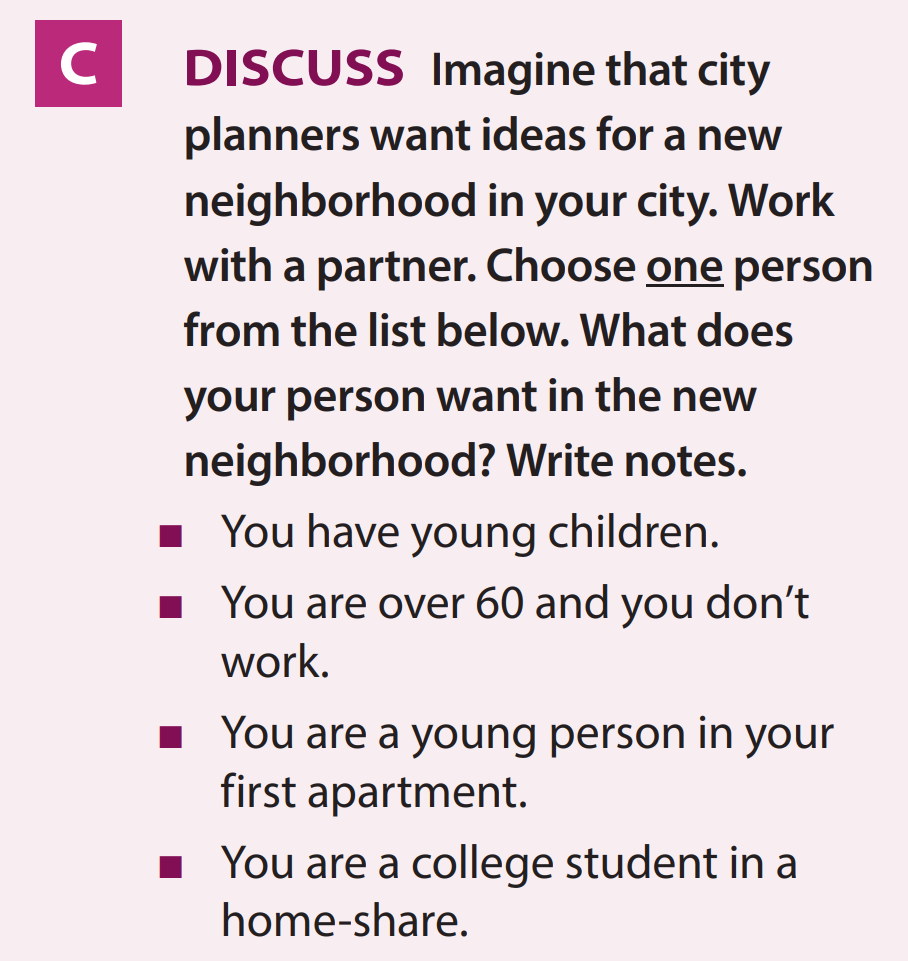 C
DISCUSS Imagine that city
planners want ideas for a new
neighborhood in your city. Work
with a partner. Choose one person
from the list below. What does
your person want in the new
neighborhood? Write notes.
■ You have young children.
■ You are over 60 and you don’t
work.
■ You are a young person in your
first apartment.
■ You are a college student in a
home-share.